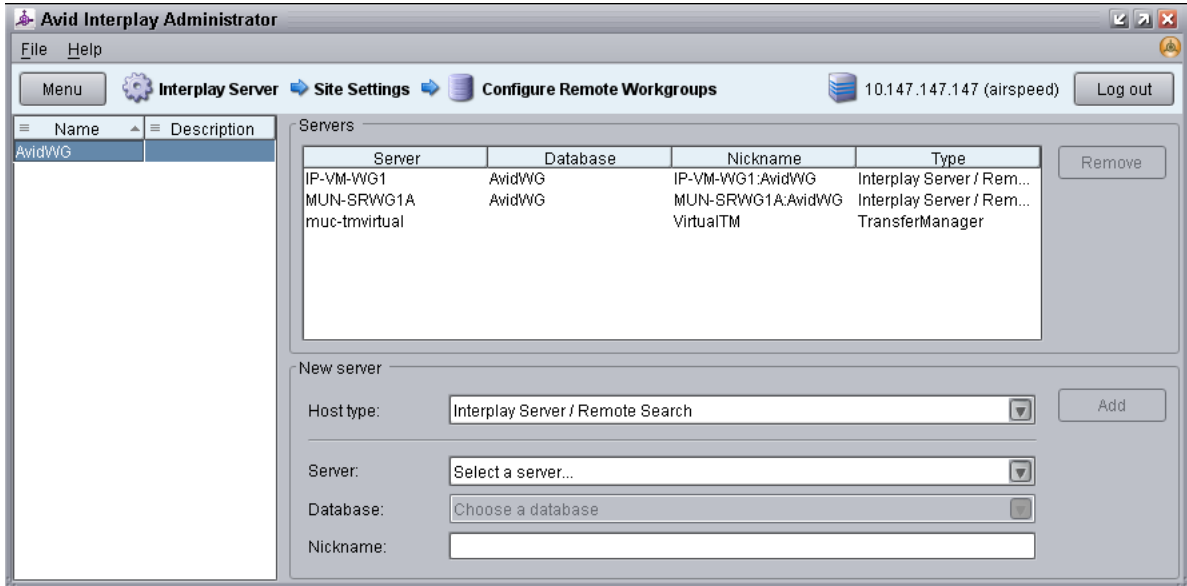 Avid Interplay Administrator
File Help
Menu Interplay Server Site Settings Configure Remote Workgroups 10.147.147.147 (airspeed) Log out
Name Description
AvidWG
Servers
Server Database Nickname Type
IP-VM-WG1 AvidWG IP-VM-WG1:AvidWG Interplay Server / Rem...
MUN-SRWG1A AvidWG MUN-SRWG1A:AvidWG Interplay Server / Rem...
muc-tmvirtual VirtualTM TransferManager
Remove
New server
Host type: Interplay Server / Remote Search
Add
Server: Select a server...
Database: Choose a database
Nickname: